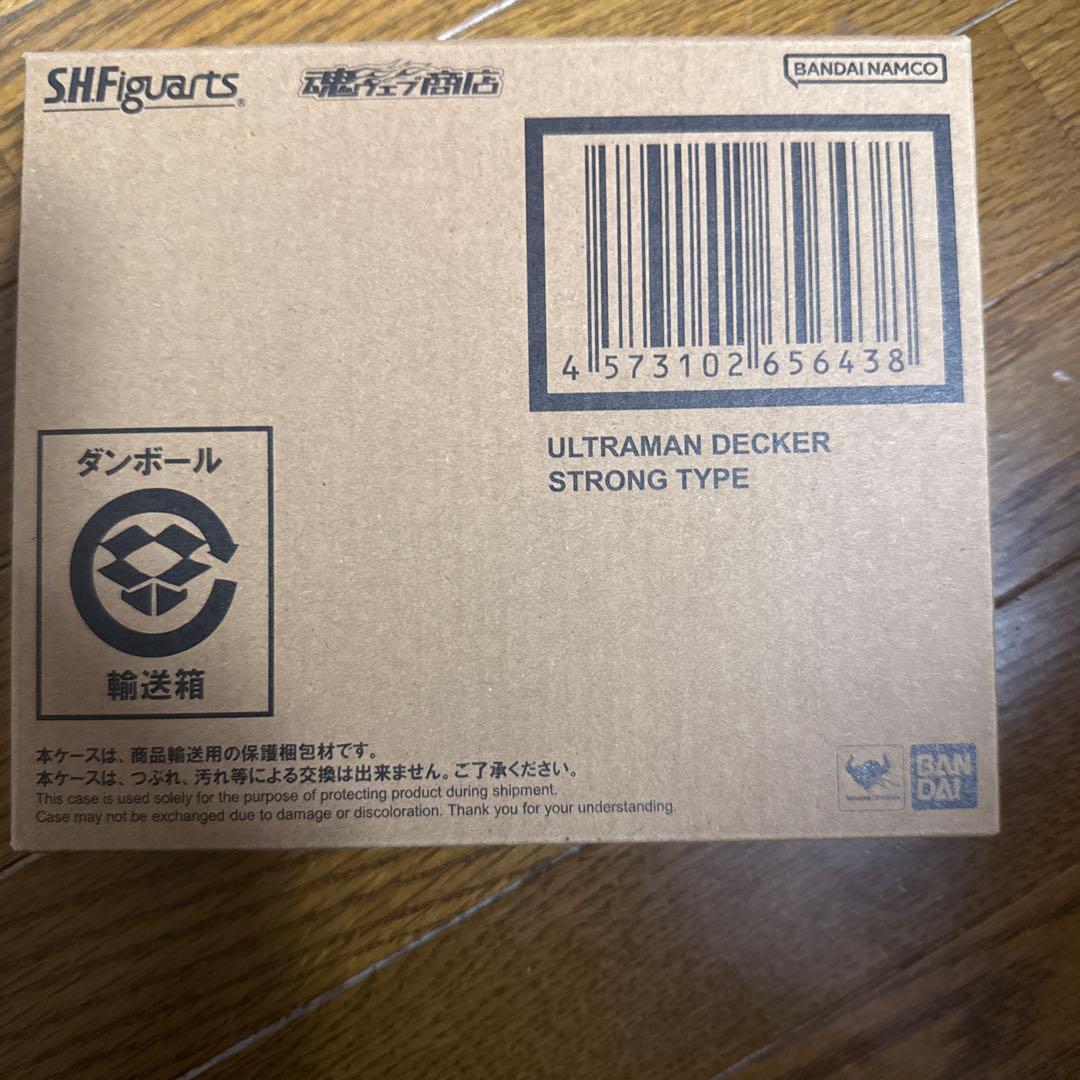 S.H.Figuarts®
魂ウェブ商店
BANDAI NAMCO
4 573102 656438
ULTRAMAN DECKER
STRONG TYPE
ダンボール
輸送箱
本ケースは、商品輸送用の保護梱包材です。
本ケースは、つぶれ、汚れ等による交換は出来ません。ご了承ください。
This case is used solely for the purpose of protecting product during shipment.
Case may not be exchanged due to damage or discoloration. Thank you for your understanding.
BAN
DAI